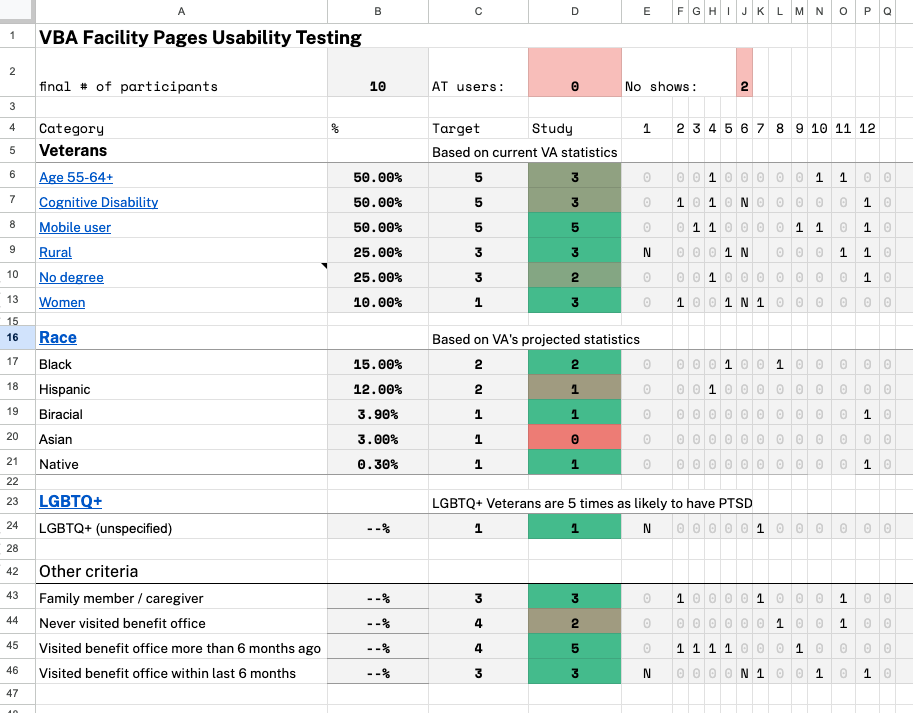 A B C D E F G H I J K L M N O P Q
1 VBA Facility Pages Usability Testing
2 final # of participants 10 AT users: 0 No shows: 2
3
4 Category % Target Study 1 2 3 4 5 6 7 8 9 10 11 12
5 Veterans Based on current VA statistics
6 Age 55-64+ 50.00% 5 3 0 0 0 1 0 0 0 0 0 1 1 0 0
7 Cognitive Disability 50.00% 5 3 0 1 0 1 0 N 0 0 0 0 0 1 0
8 Mobile user 50.00% 5 5 0 0 1 1 0 0 0 0 1 1 0 1 0
9 Rural 25.00% 3 3 N 0 0 0 1 N 0 0 0 0 1 1 0
10 No degree 25.00% 3 2 0 0 0 1 0 0 0 0 0 0 0 1 0
13 Women 10.00% 1 3 0 1 0 0 1 N 1 0 0 0 0 0 0
15
16 Race Based on VA's projected statistics
17 Black 15.00% 2 2 0 0 0 0 1 0 0 1 0 0 0 0 0
18 Hispanic 12.00% 2 1 0 0 0 1 0 0 0 0 0 0 0 0 0
19 Biracial 3.90% 1 1 0 0 0 0 0 0 0 0 0 0 0 1 0
20 Asian 3.00% 1 0 0 0 0 0 0 0 0 0 0 0 0 0 0
21 Native 0.30% 1 1 0 0 0 0 0 0 0 0 0 0 0 1 0
22
23 LGBTQ+ LGBTQ+ Veterans are 5 times as likely to have PTSD
24 LGBTQ+ (unspecified) --% 1 1 N 0 0 0 0 0 1 0 0 0 0 0 0
28
42 Other criteria
43 Family member / caregiver --% 3 3 0 1 0 0 0 0 1 0 0 0 1 0 0
44 Never visited benefit office --% 4 2 0 0 0 0 0 0 0 1 0 0 1 0 0
45 Visited benefit office more than 6 months ago --% 4 5 0 1 1 1 1 0 0 0 1 0 0 0 0
46 Visited benefit office within last 6 months --% 3 3 N 0 0 0 0 N 1 0 0 1 0 1 0
47